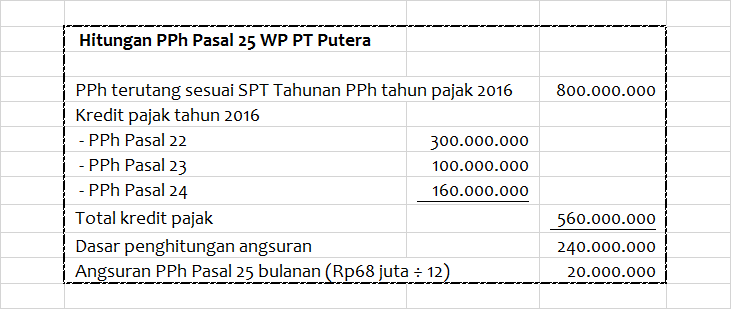 Hitungan PPh Pasal 25 WP PT Putera
PPh terutang sesuai SPT Tahunan PPh tahun pajak 2016 800.000.000
Kredit pajak tahun 2016
- PPh Pasal 22 300.000.000
- PPh Pasal 23 100.000.000
- PPh Pasal 24 160.000.000
Total kredit pajak 560.000.000
Dasar penghitungan angsuran 240.000.000
Angsuran PPh Pasal 25 bulanan (Rp68 juta ÷ 12) 20.000.000